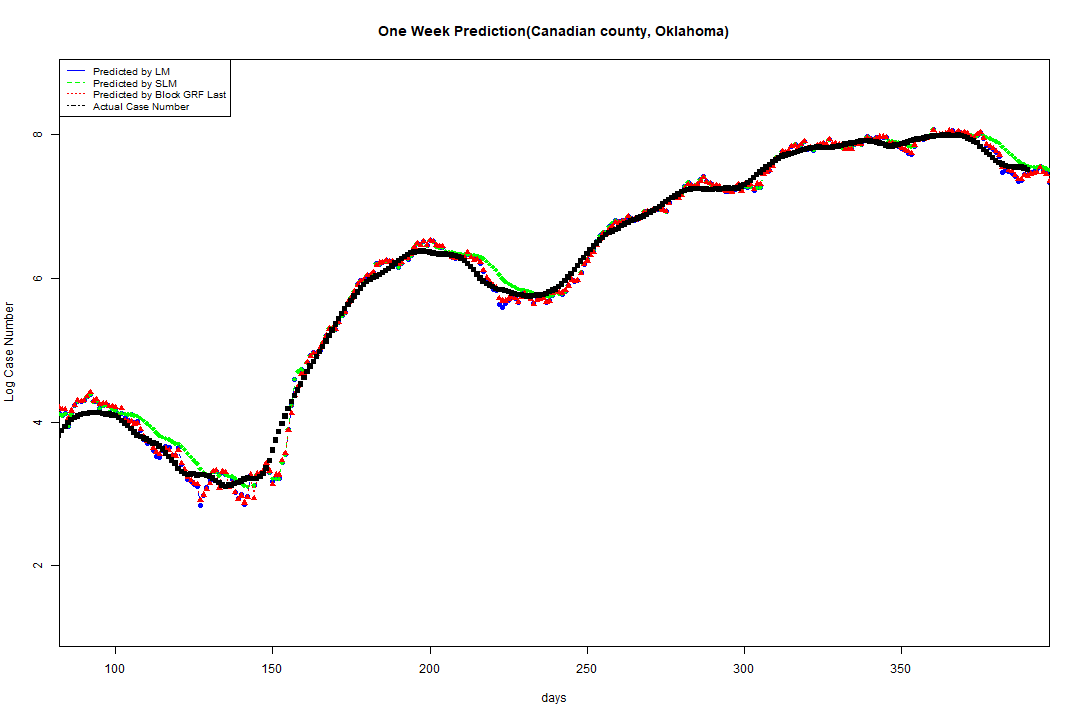 One Week Prediction(Canadian county, Oklahoma)
Predicted by LM
Predicted by SLM
Predicted by Block GRF Last
Actual Case Number
8
6
4
2
Log Case Number
100 150 200 250 300 350
days